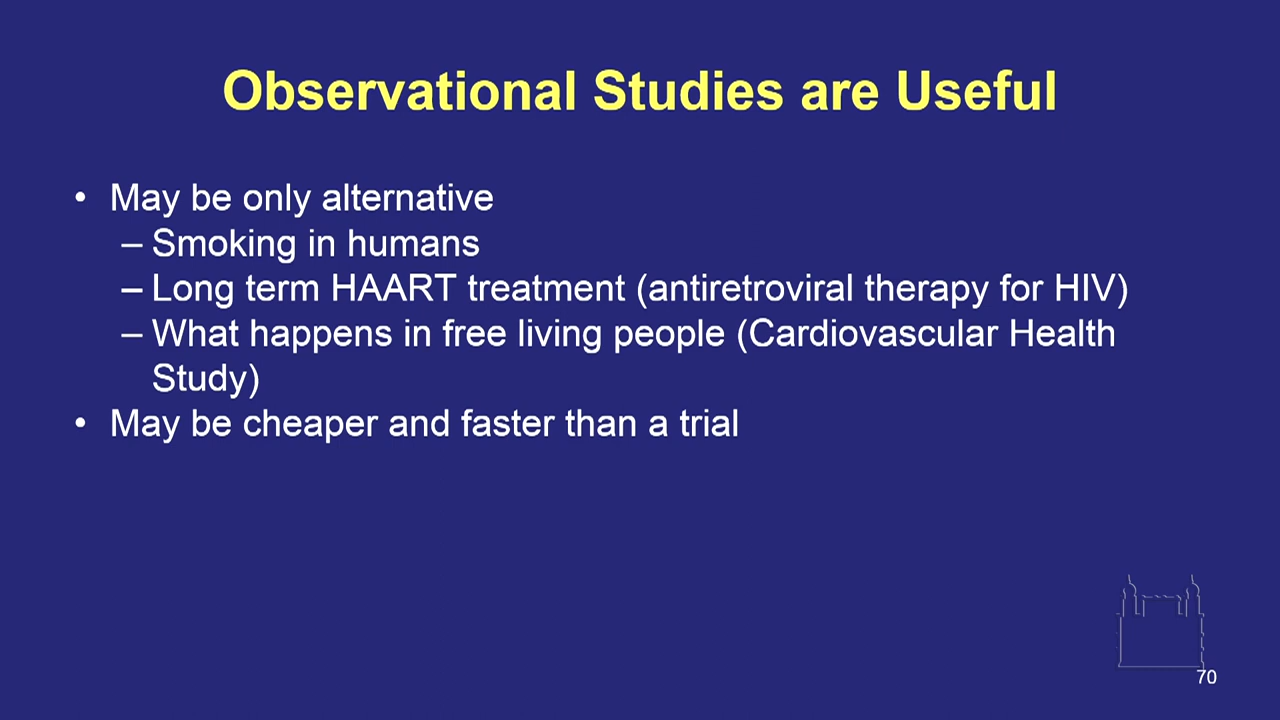 Observational Studies are Useful
• May be only alternative
– Smoking in humans
– Long term HAART treatment (antiretroviral therapy for HIV)
– What happens in free living people (Cardiovascular Health
Study)
• May be cheaper and faster than a trial
70